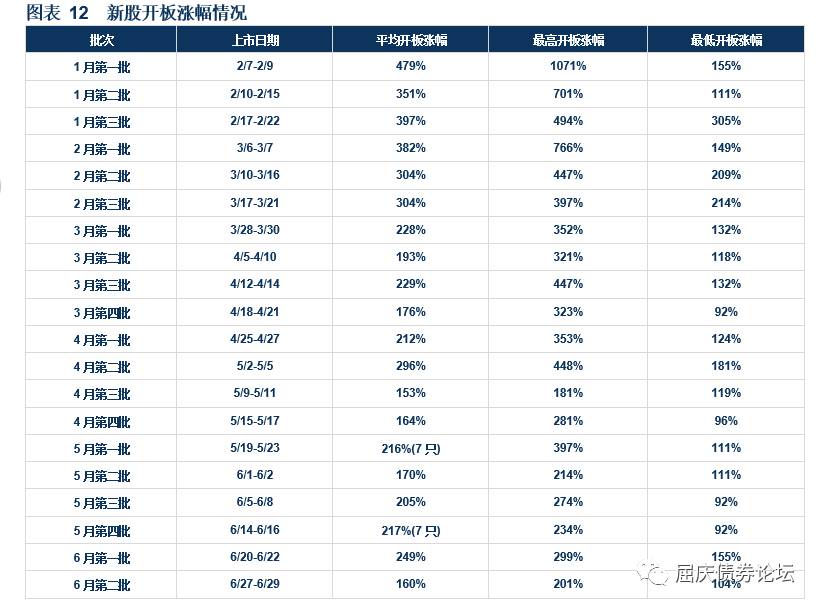 图表 12 新股开板涨幅情况
批次 上市日期 平均开板涨幅 最高开板涨幅 最低开板涨幅
1 月第一批 2/7-2/9 479% 1071% 155%
1 月第二批 2/10-2/15 351% 701% 111%
1 月第三批 2/17-2/22 397% 494% 305%
2 月第一批 3/6-3/7 382% 766% 149%
2 月第二批 3/10-3/16 304% 447% 209%
2 月第三批 3/17-3/21 304% 397% 214%
3 月第一批 3/28-3/30 228% 352% 132%
3 月第二批 4/5-4/10 193% 321% 118%
3 月第三批 4/12-4/14 229% 447% 132%
3 月第四批 4/18-4/21 176% 323% 92%
4 月第一批 4/25-4/27 212% 353% 124%
4 月第二批 5/2-5/5 296% 448% 181%
4 月第三批 5/9-5/11 153% 181% 119%
4 月第四批 5/15-5/17 164% 281% 96%
5 月第一批 5/19-5/23 216%(7 只) 397% 111%
5 月第二批 6/1-6/2 170% 214% 111%
5 月第三批 6/5-6/8 205% 274% 92%
5 月第四批 6/14-6/16 217%(7 只) 234% 92%
6 月第一批 6/20-6/22 249% 299% 155%
6 月第二批 6/27-6/29 160% 201% 104%
屈庆债券论坛